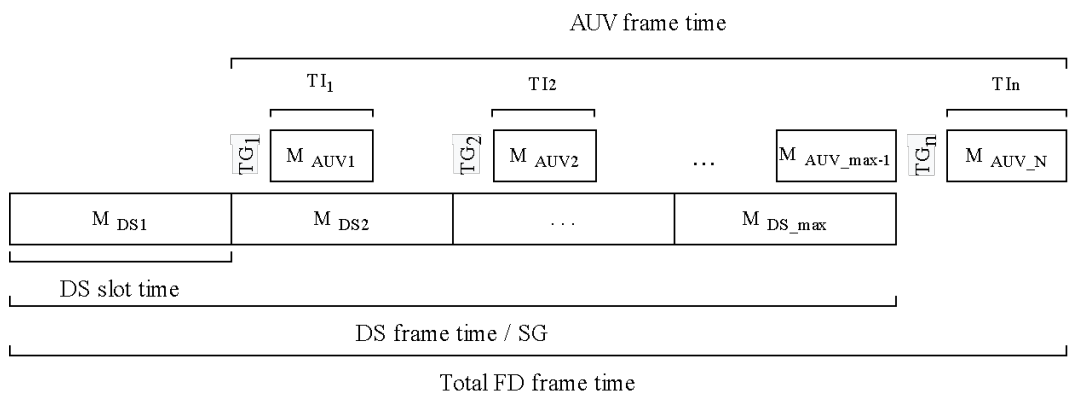 AUV frame time
TI1 TI2 TIn
TG1 M AUV1 TG2 M AUV2 ... M AUV_max-1 TGn M AUV_N
M DS1 M DS2 ... M DS_max
DS slot time
DS frame time / SG
Total FD frame time